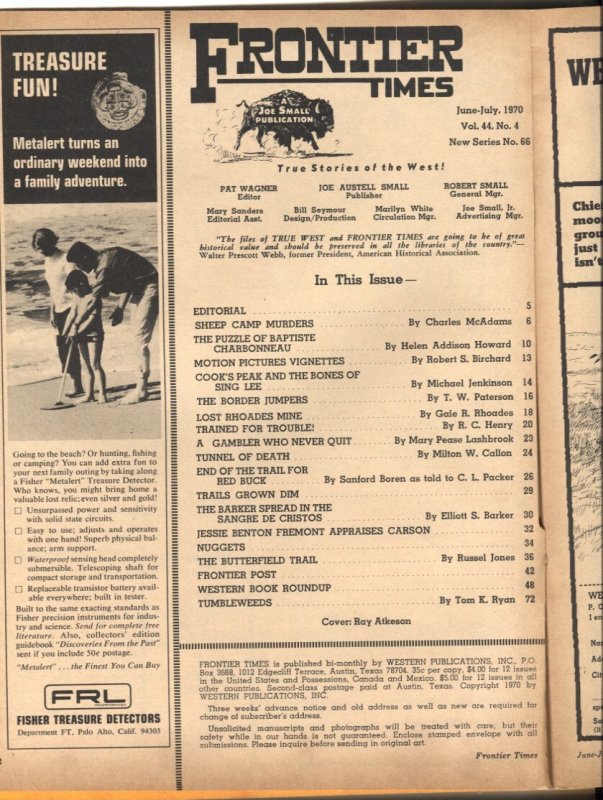 TREASURE
FUN!
Metalert turns an
ordinary weekend into
a family adventure.
Going to the beach? Or hunting, fishing
or camping? You can add extra fun to
your next family outing by taking along
a Fisher "Metalert" Treasure Detector.
Who knows, you might bring home a
valuable lost relic; even silver and gold!
□ Unsurpassed power and sensitivity
with solid state circuits.
□ Easy to use; adjusts and operates
with one hand! Superb physical bal-
ance; arm support.
□ Waterproof sensing head completely
submersible. Telescoping shaft for
compact storage and transportation.
□ Replaceable transistor battery avail-
able everywhere; built in tester.
Built to the same exacting standards as
Fisher precision instruments for indus-
try and science. Send for complete free
literature. Also, collectors' edition
guidebook "Discoveries From the Past"
sent if you include 50¢ postage.
"Metalert" . . . the Finest You Can Buy
FRL
INCORPORATED
FISHER TREASURE DETECTORS
Department FT, Palo Alto, Calif. 94303
FRONTIER
TIMES
A
JOE SMALL
PUBLICATION
June-July, 1970
Vol. 44, No. 4
New Series No. 66
True Stories of the West!
PAT WAGNER JOE AUSTELL SMALL ROBERT SMALL
Editor Publisher General Mgr.
Mary Sanders Bill Seymour Marilyn White Joe Small, Jr.
Editorial Asst. Design/Production Circulation Mgr. Advertising Mgr.
"The files of TRUE WEST and FRONTIER TIMES are going to be of great
historical value and should be preserved in all the libraries of the country."—
Walter Prescott Webb, former President, American Historical Association.
In This Issue—
EDITORIAL 5
SHEEP CAMP MURDERS By Charles McAdams 6
THE PUZZLE OF BAPTISTE
CHARBONNEAU By Helen Addison Howard 10
MOTION PICTURES VIGNETTES By Robert S. Birchard 13
COOK'S PEAK AND THE BONES OF
SING LEE By Michael Jenkinson 14
THE BORDER JUMPERS By T. W. Paterson 16
LOST RHOADES MINE By Gale R. Rhoades 18
TRAINED FOR TROUBLE! By R. C. Henry 20
A GAMBLER WHO NEVER QUIT By Mary Pease Lashbrook 23
TUNNEL OF DEATH By Milton W. Callon 24
END OF THE TRAIL FOR
RED BUCK By Sanford Boren as told to C. L. Packer 26
TRAILS GROWN DIM 29
THE BARKER SPREAD IN THE
SANGRE DE CRISTOS By Elliott S. Barker 30
JESSIE BENTON FREMONT APPRAISES CARSON 32
NUGGETS 34
THE BUTTERFIELD TRAIL By Russel Jones 36
FRONTIER POST 42
WESTERN BOOK ROUNDUP 48
TUMBLEWEEDS By Tom K. Ryan 72
Cover: Ray Atkeson
FRONTIER TIMES is published bi-monthly by WESTERN PUBLICATIONS, INC., P.O.
Box 3668, 1012 Edgecliff Terrace, Austin, Texas 78704. 35c per copy, $4.00 for 12 issues
in the United States and Possessions, Canada and Mexico. $5.00 for 12 issues in all
other countries. Second-class postage paid at Austin, Texas. Copyright 1970 by
WESTERN PUBLICATIONS, INC.
Three weeks' advance notice and old address as well as new are required for
change of subscriber's address.
Unsolicited manuscripts and photographs will be treated with care, but their
safety while in our hands is not guaranteed. Enclose stamped envelope with all
submissions. Please inquire before sending in original art.
Frontier Times
Chie
moo
grou
just
isn't
P. O
I en
Na
Ad
City
June-J